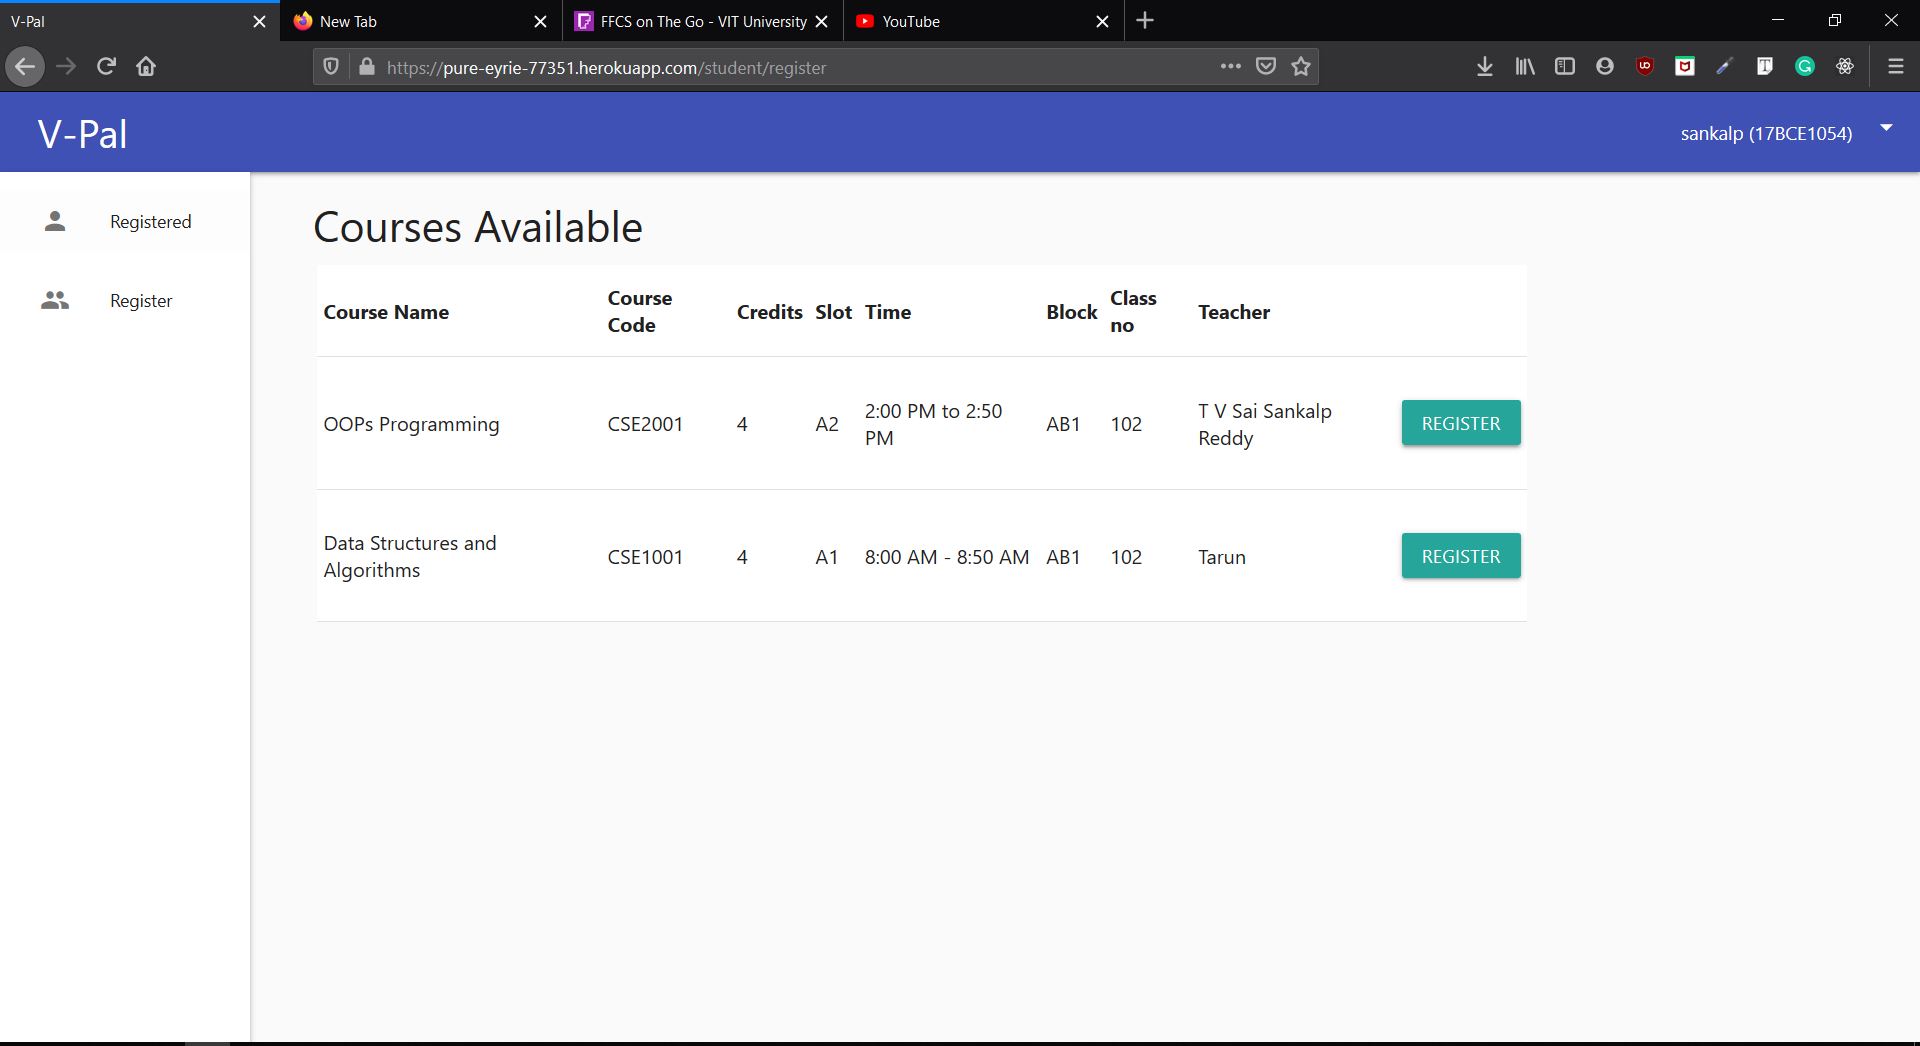 V-Pal
New Tab
FFCS on The Go - VIT University
YouTube
https://pure-eyrie-77351.herokuapp.com/student/register
V-Pal
sankalp (17BCE1054)
Registered
Register
Courses Available
Course Name
Course
Code
Credits
Slot
Time
Block
Class
no
Teacher
OOPs Programming
CSE2001
4
A2
2:00 PM to 2:50
PM
AB1
102
T V Sai Sankalp
Reddy
REGISTER
Data Structures and
Algorithms
CSE1001
4
A1
8:00 AM - 8:50 AM
AB1
102
Tarun
REGISTER